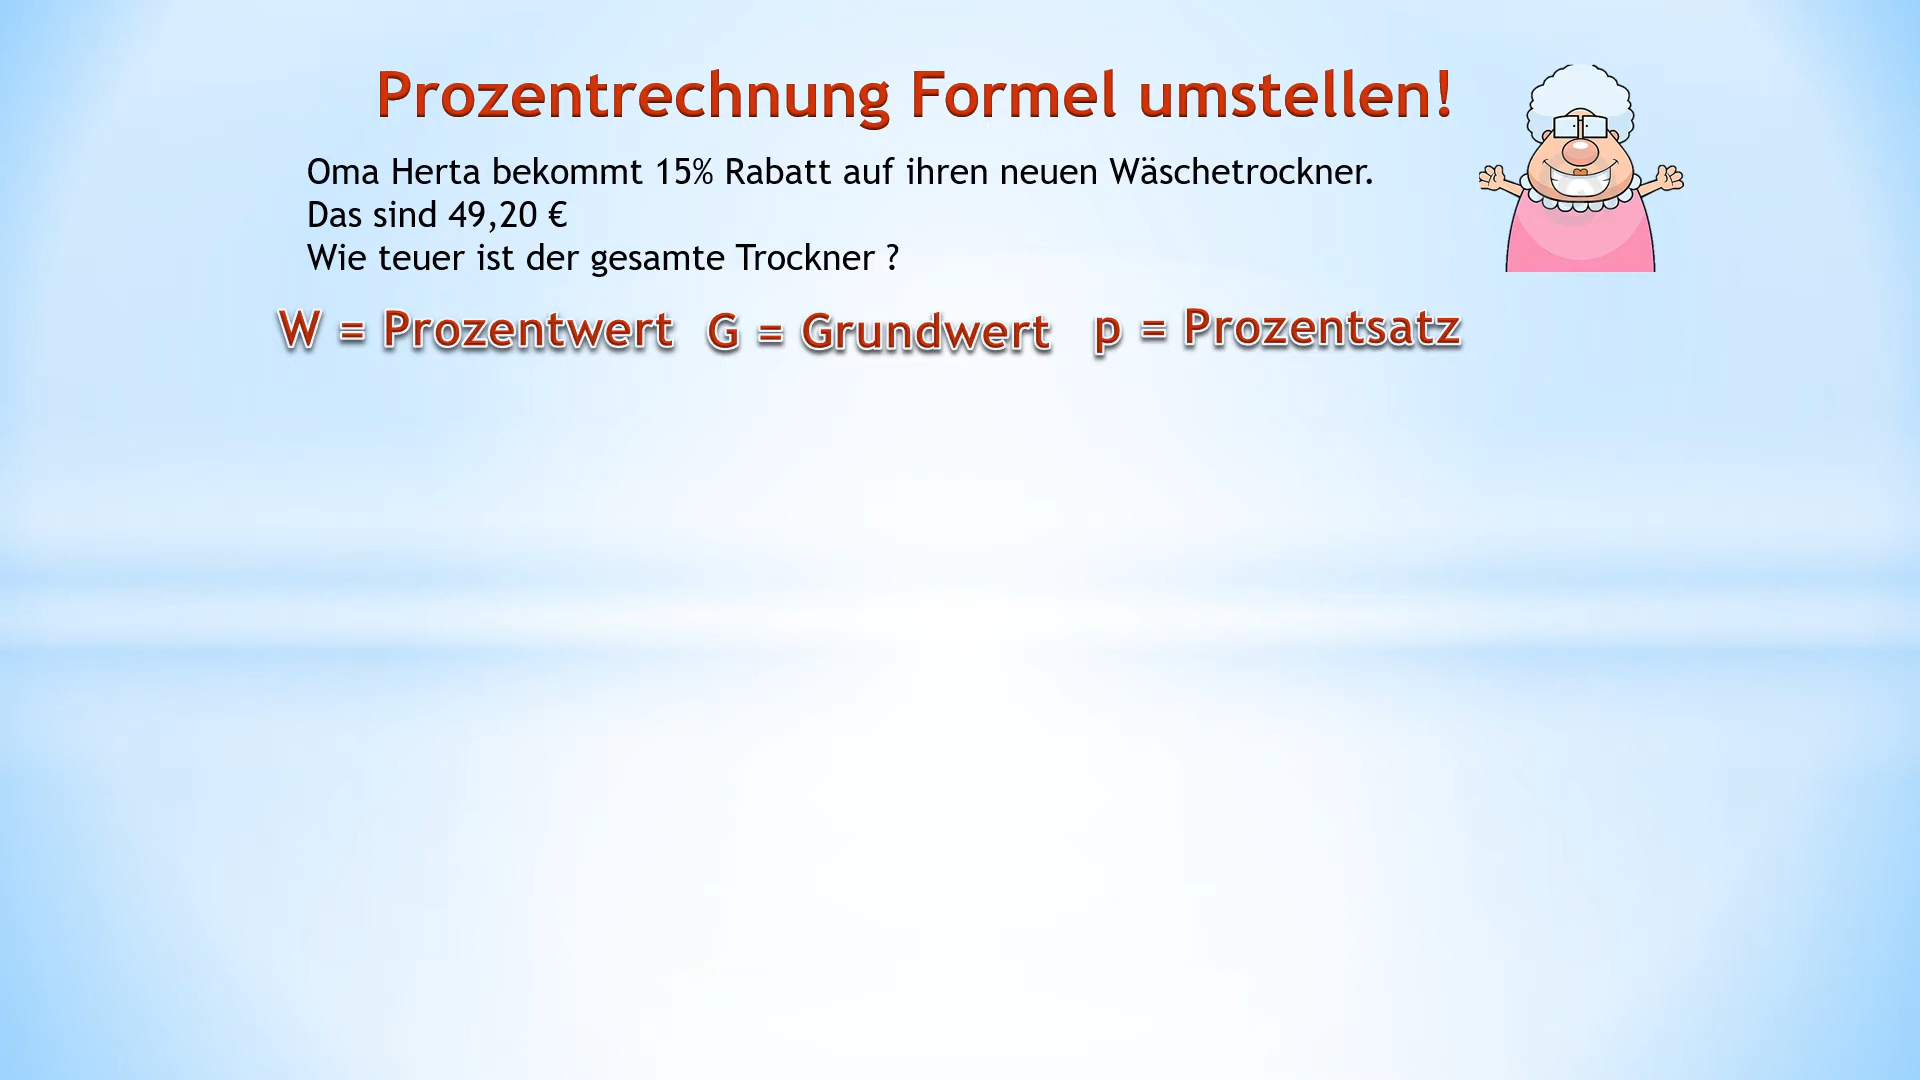 Prozentrechnung Formel umstellen!
Oma Herta bekommt 15% Rabatt auf ihren neuen Wäschetrockner.
Das sind 49,20 €
Wie teuer ist der gesamte Trockner ?
W = Prozentwert G = Grundwert p = Prozentsatz